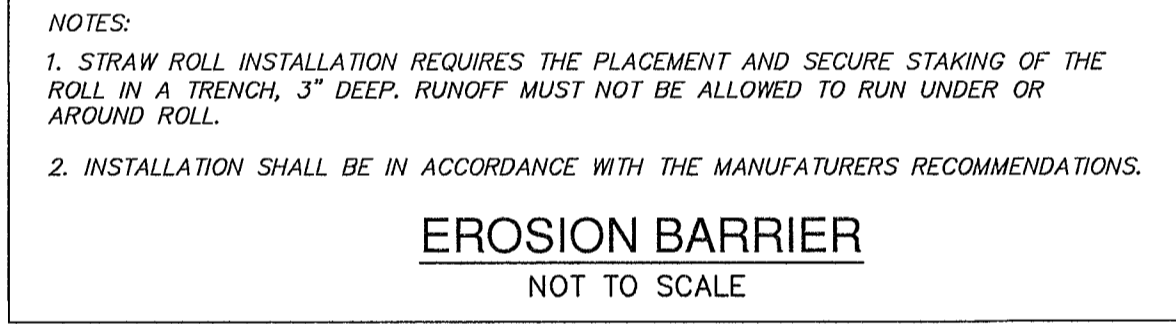 NOTES:
1. STRAW ROLL INSTALLATION REQUIRES THE PLACEMENT AND SECURE STAKING OF THE
ROLL IN A TRENCH, 3" DEEP. RUNOFF MUST NOT BE ALLOWED TO RUN UNDER OR
AROUND ROLL.
2. INSTALLATION SHALL BE IN ACCORDANCE WITH THE MANUFATURERS RECOMMENDATIONS.
EROSION BARRIER
NOT TO SCALE